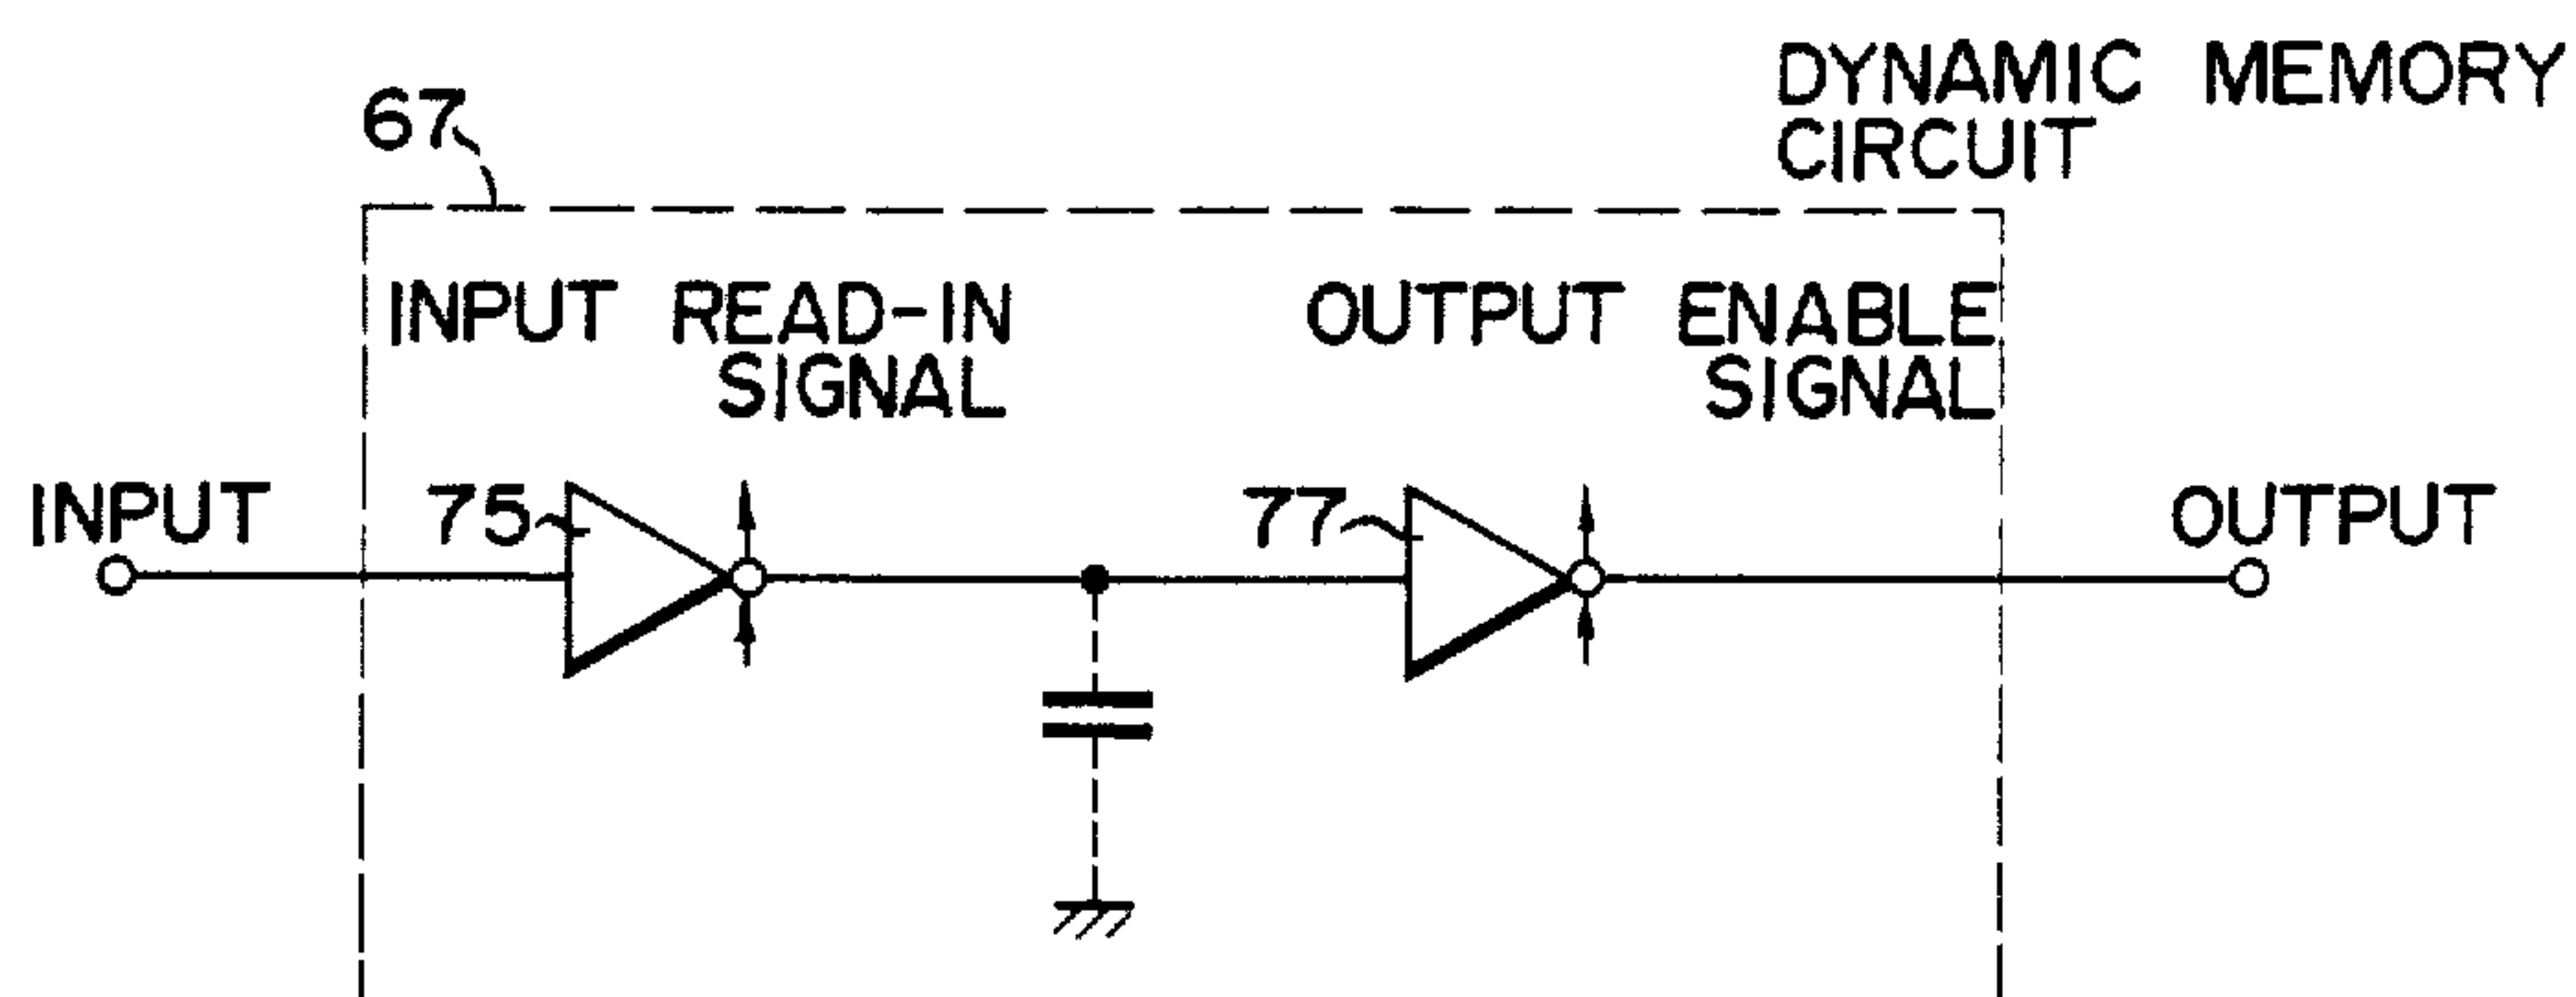 DYNAMIC MEMORY
CIRCUIT
67
INPUT READ-IN
SIGNAL
OUTPUT ENABLE
SIGNAL
INPUT
75
77
OUTPUT